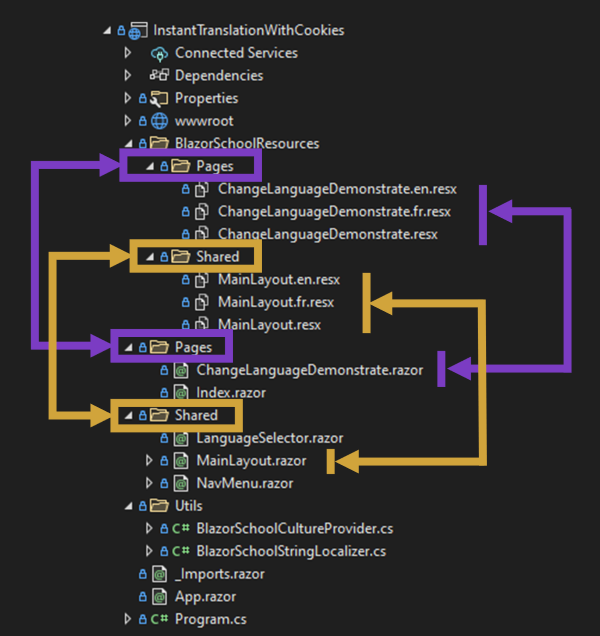 InstantTranslationWithCookies
Connected Services
Dependencies
Properties
wwwroot
BlazorSchoolResources
Pages
ChangeLanguageDemonstrate.en.resx
ChangeLanguageDemonstrate.fr.resx
ChangeLanguageDemonstrate.resx
Shared
MainLayout.en.resx
MainLayout.fr.resx
MainLayout.resx
Pages
ChangeLanguageDemonstrate.razor
Index.razor
Shared
LanguageSelector.razor
MainLayout.razor
NavMenu.razor
Utils
C# BlazorSchoolCultureProvider.cs
C# BlazorSchoolStringLocalizer.cs
_Imports.razor
App.razor
C# Program.cs